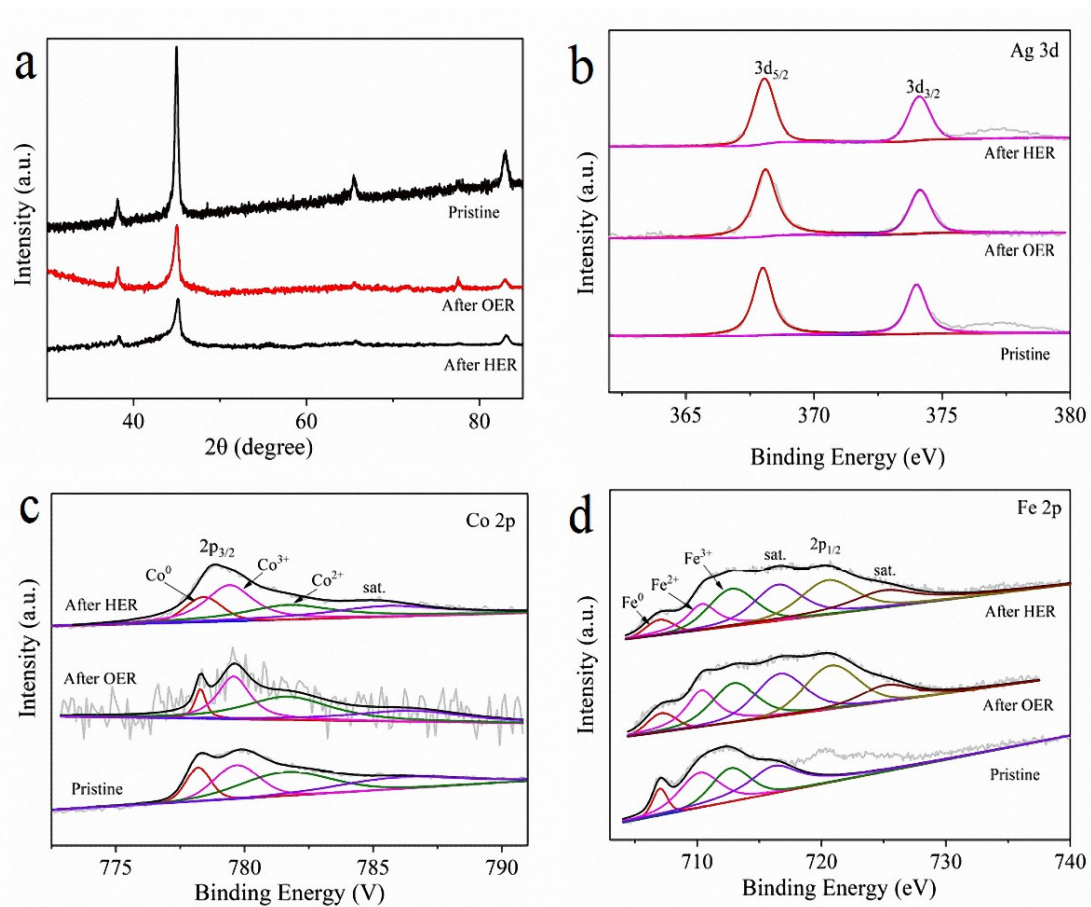 a
Intensity (a.u.)
Pristine
After OER
After HER
40
60
80
2θ (degree)
b
Ag 3d
3d5/2
3d3/2
Intensity (a.u.)
After HER
After OER
Pristine
365
370
375
380
Binding Energy (eV)
c
Co 2p
2p3/2
Co0
Co3+
Co2+
sat.
Intensity (a.u.)
After HER
After OER
Pristine
775
780
785
790
Binding Energy (V)
d
Fe 2p
Fe0
Fe2+
Fe3+
sat.
2p1/2
sat.
Intensity (a.u.)
After HER
After OER
Pristine
710
720
730
740
Binding Energy (eV)